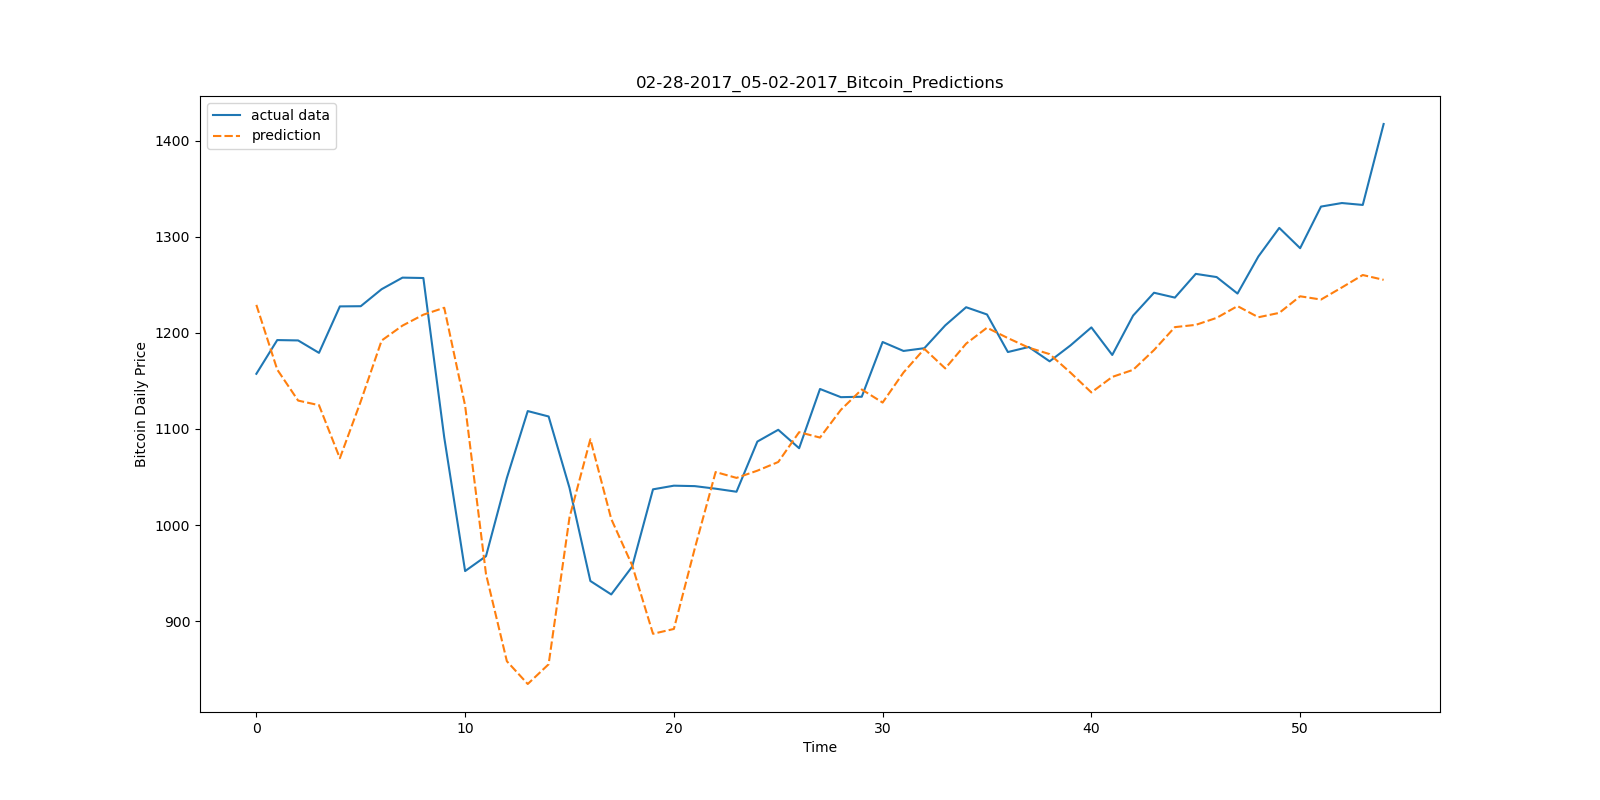 02-28-2017_05-02-2017_Bitcoin_Predictions
actual data
prediction
1400
1300
1200
1100
1000
900
Bitcoin Daily Price
0 10 20 30 40 50
Time